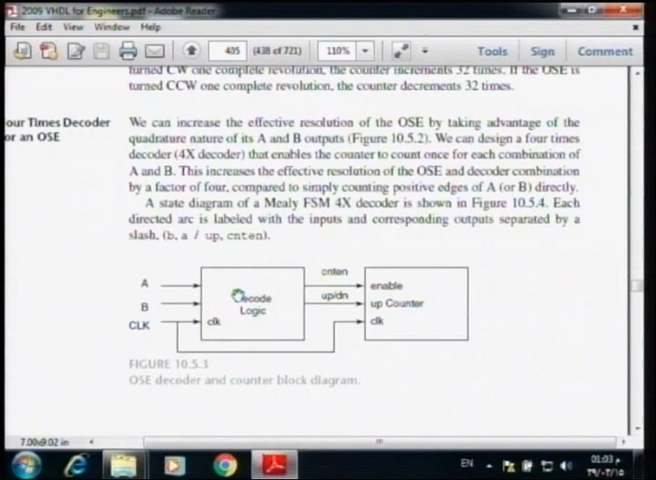 2009 VHDL for Engineers.pdf - Adobe Reader
File Edit View Window Help
405 (438 of 721) 110% Tools Sign Comment
turned CW one complete revolution, the counter increments 32 times. If the OSE is
turned CCW one complete revolution, the counter decrements 32 times.
our Times Decoder
or an OSE
We can increase the effective resolution of the OSE by taking advantage of the
quadrature nature of its A and B outputs (Figure 10.5.2). We can design a four times
decoder (4X decoder) that enables the counter to count once for each combination of
A and B. This increases the effective resolution of the OSE and decoder combination
by a factor of four, compared to simply counting positive edges of A (or B) directly.
A state diagram of a Mealy FSM 4X decoder is shown in Figure 10.5.4. Each
directed arc is labeled with the inputs and corresponding outputs separated by a
slash, (b, a / up, cnten).
A
B
CLK
clk
ecode
Logic
cnten
up/dn
enable
up Counter
clk
FIGURE 10.5.3
OSE decoder and counter block diagram.
7.00x9.02 in
EN
01:03 م